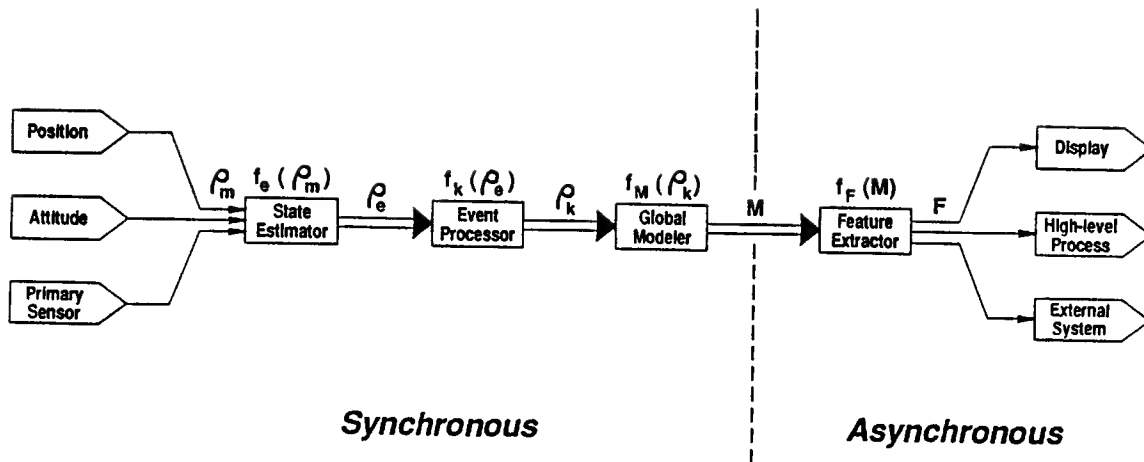 Position
Attitude
Primary
Sensor
ρm
fe (ρm)
State
Estimator
ρe
fk (ρe)
Event
Processor
ρk
fM (ρk)
Global
Modeler
M
fF (M)
Feature
Extractor
F
Display
High-level
Process
External
System
Synchronous
Asynchronous